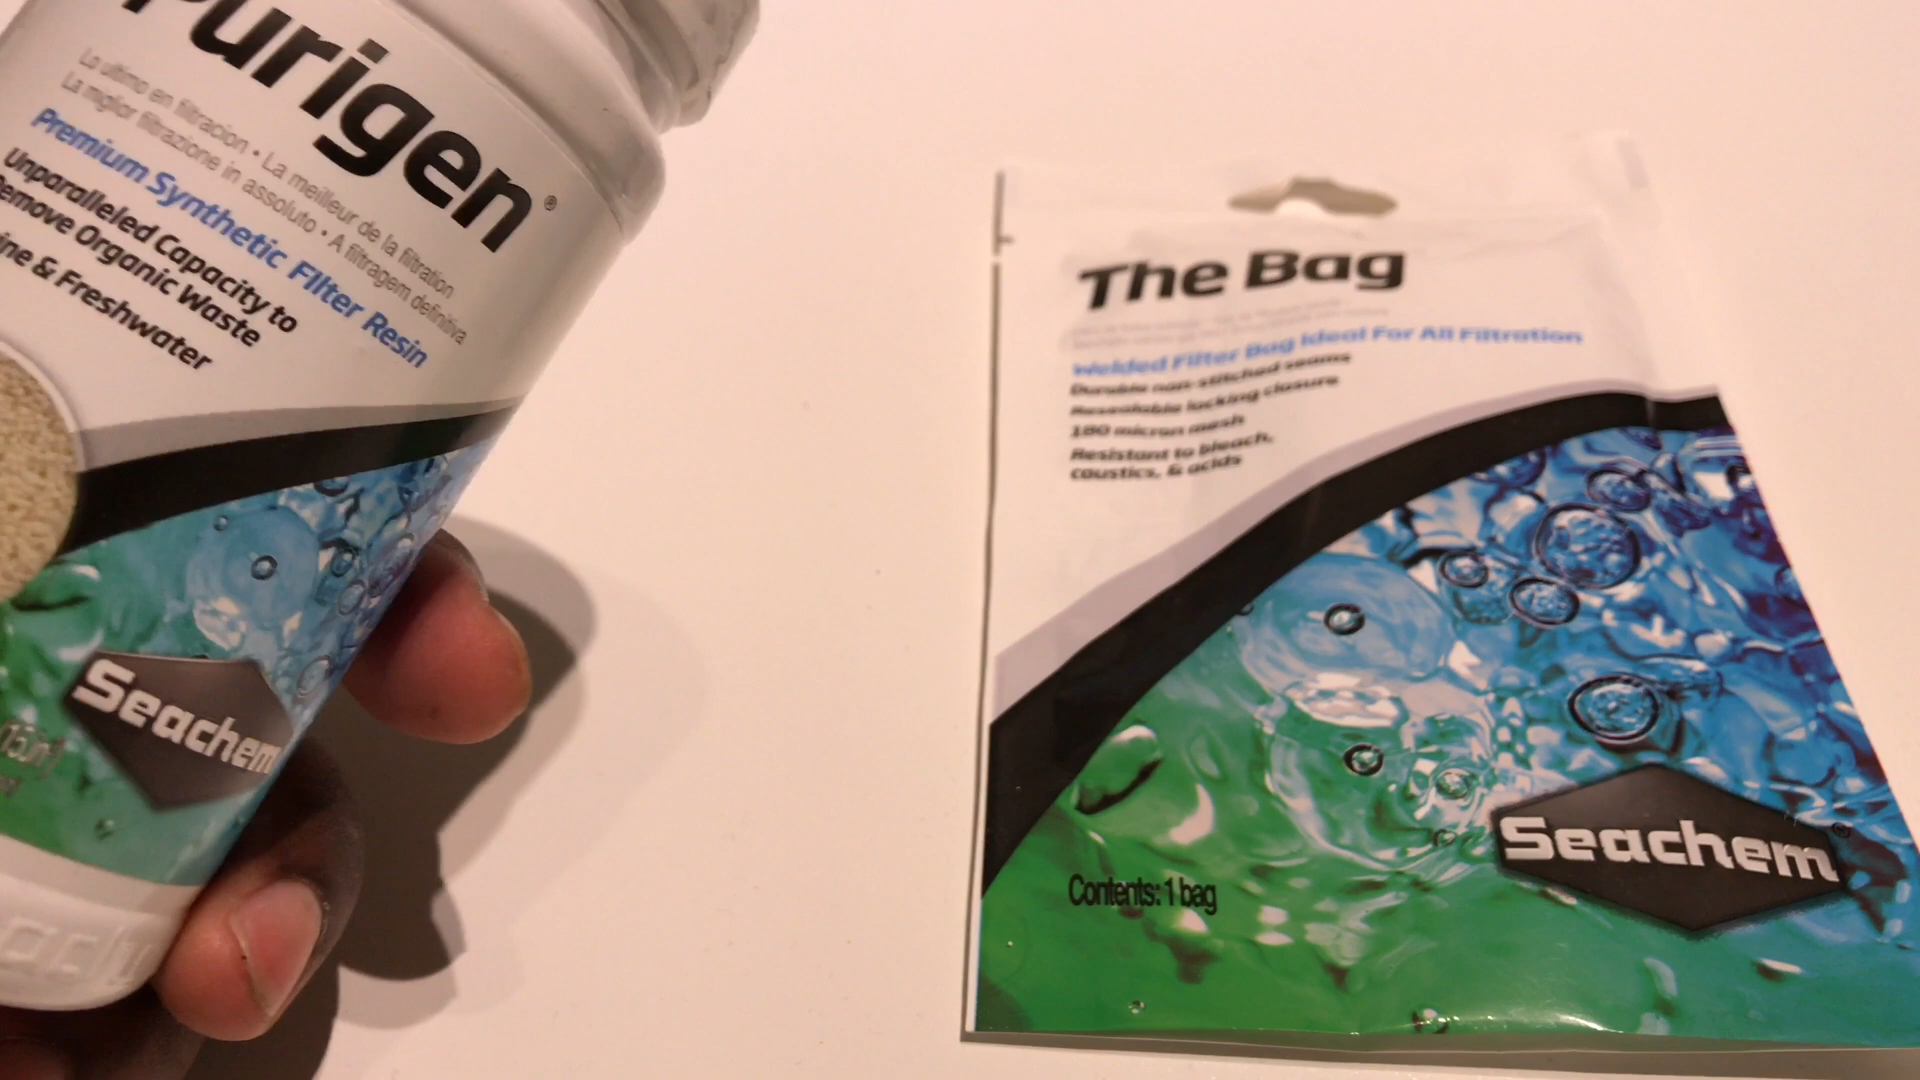 Purigen®
La ultimo en filtracion • La meilleur de la filtration
La miglior filtrazione in assoluto • A filtragem definitiva
Premium Synthetic FIlter Resin
Unparalleled Capacity to
Remove Organic Waste
ine & Freshwater
Seachem
The Bag
Welded Filter Bag Ideal For All Filtration
Durable non-stitched seams
Resealable locking closure
180 micron mesh
Resistant to bleach,
caustics, & acids
Seachem®
Contents: 1 bag